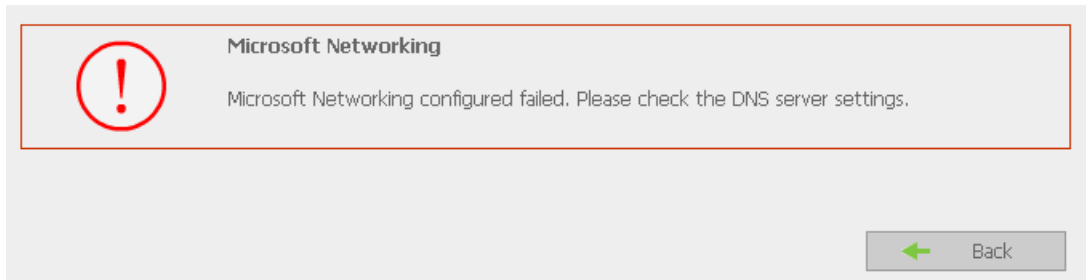 Microsoft Networking
Microsoft Networking configured failed. Please check the DNS server settings.
Back